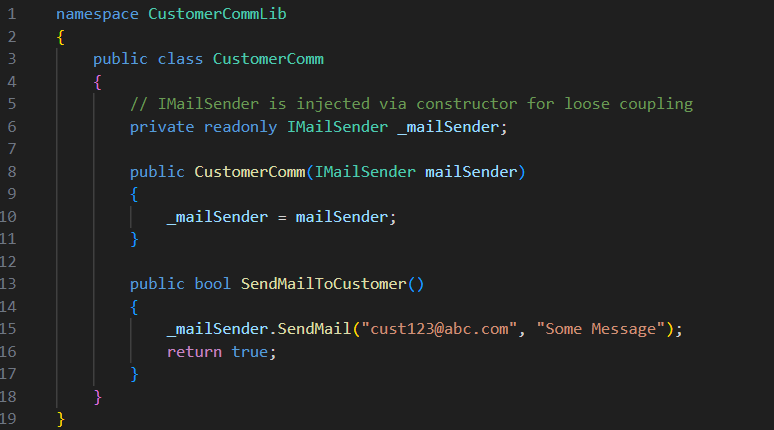 1 namespace CustomerCommLib
2 {
3 public class CustomerComm
4 {
5 // IMailSender is injected via constructor for loose coupling
6 private readonly IMailSender _mailSender;
7
8 public CustomerComm(IMailSender mailSender)
9 {
10 _mailSender = mailSender;
11 }
12
13 public bool SendMailToCustomer()
14 {
15 _mailSender.SendMail("cust123@abc.com", "Some Message");
16 return true;
17 }
18 }
19 }